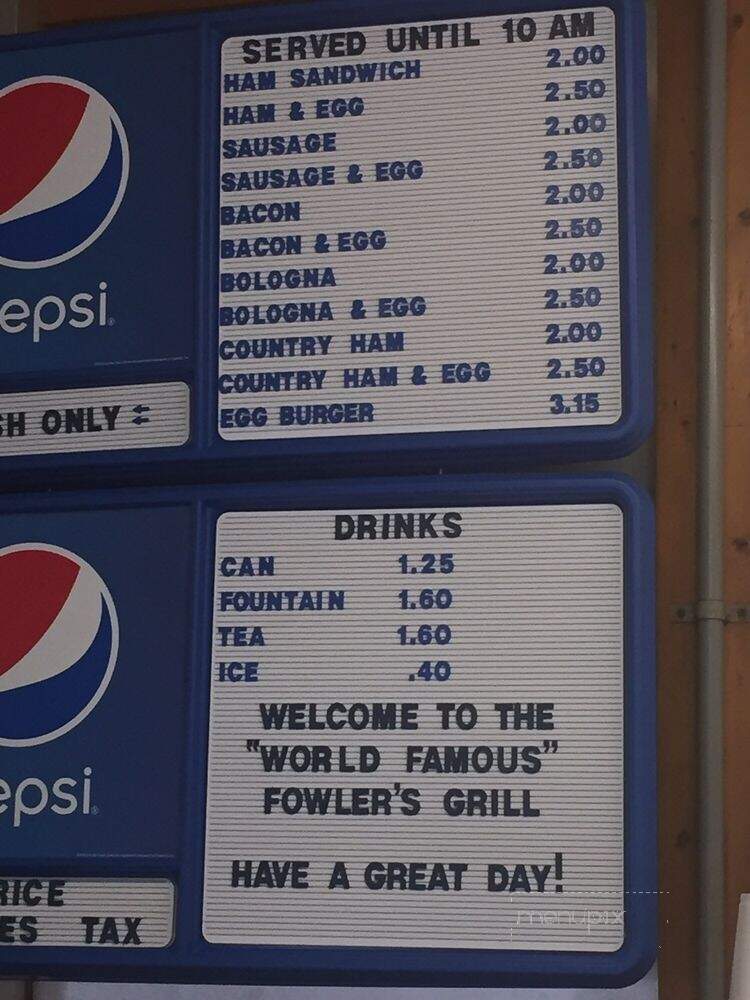 SERVED UNTIL 10 AM
HAM SANDWICH 2.00
HAM & EGG 2.50
SAUSAGE 2.00
SAUSAGE & EGG 2.50
BACON 2.00
BACON & EGG 2.50
BOLOGNA 2.00
BOLOGNA & EGG 2.50
COUNTRY HAM 2.00
COUNTRY HAM & EGG 2.50
EGG BURGER 3.15
epsi
SH ONLY
DRINKS
CAN 1.25
FOUNTAIN 1.60
TEA 1.60
ICE .40
WELCOME TO THE
"WORLD FAMOUS"
FOWLER'S GRILL
HAVE A GREAT DAY!
epsi
RICE
ES TAX
menupix